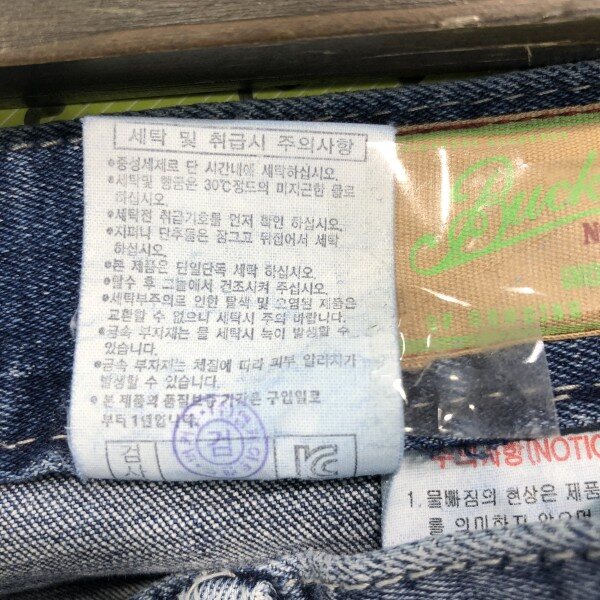 세탁 및 취급시 주의사항
●중성세제로 단 시간내에 세탁하십시오.
●세탁및 헹굼은 30℃정도의 미지근한 물로
하십시오.
●세탁전 취급기호를 먼저 확인 하십시오.
●지퍼나 단추들은 잠그고 뒤집어서 세탁
하십시오.
●본 제품은 단일단독 세탁 하십시오.
●탈수 후 그늘에서 건조시켜 주십시오.
●세탁부주의로 인한 탈색 및 오염된 제품은
교환할 수 없으니 세탁시 주의 바랍니다.
●금속 부자재는 물 세탁시 녹이 발생할 수
있습니다.
●금속 부자재는 체질에 따라 피부 알러지가
발생할 수 있습니다.
● 본 제품의 품질보증 기간은 구입일로
부터 1년입니다.
검사
검
KC
Buck
N
주의사항(NOTIC
1. 물빠짐의 현상은 제품
를 의미하지 않으며